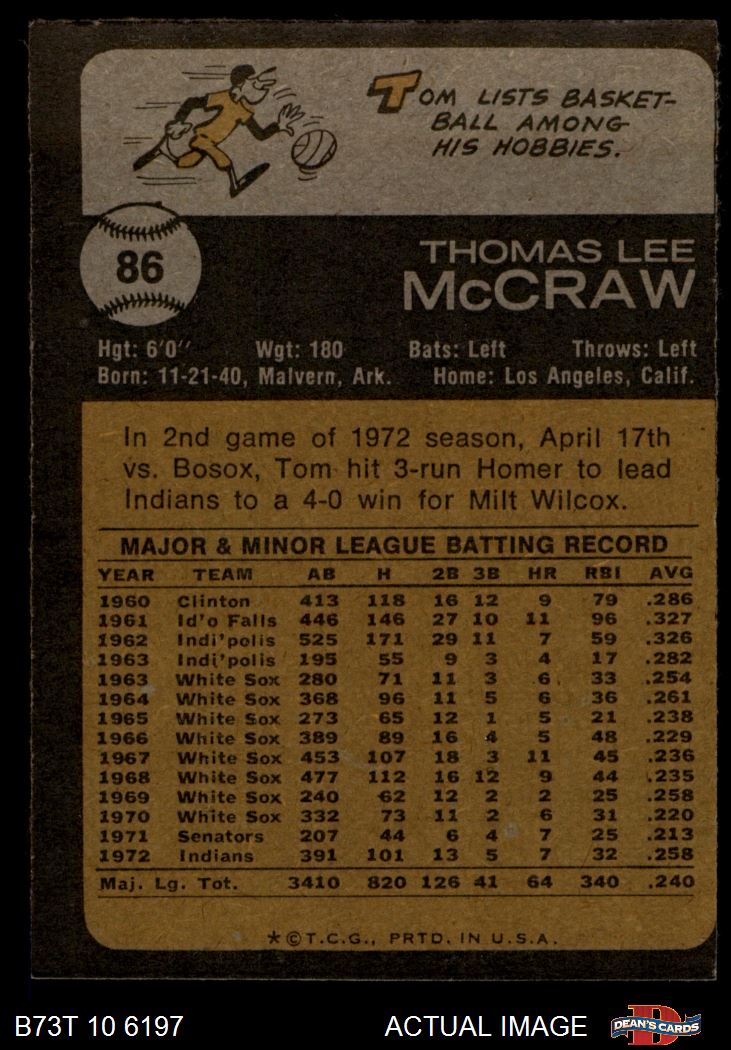 TOM LISTS BASKET-
BALL AMONG
HIS HOBBIES.
86
THOMAS LEE
McCRAW
Hgt: 6'0" Wgt: 180 Bats: Left Throws: Left
Born: 11-21-40, Malvern, Ark. Home: Los Angeles, Calif.
In 2nd game of 1972 season, April 17th
vs. Bosox, Tom hit 3-run Homer to lead
Indians to a 4-0 win for Milt Wilcox.
MAJOR & MINOR LEAGUE BATTING RECORD
YEAR TEAM AB H 2B 3B HR RBI AVG
1960 Clinton 413 118 16 12 9 79 .286
1961 Id'o Falls 446 146 27 10 11 96 .327
1962 Indi'polis 525 171 29 11 7 59 .326
1963 Indi'polis 195 55 9 3 4 17 .282
1963 White Sox 280 71 11 3 6 33 .254
1964 White Sox 368 96 11 5 6 36 .261
1965 White Sox 273 65 12 1 5 21 .238
1966 White Sox 389 89 16 4 5 48 .229
1967 White Sox 453 107 18 3 11 45 .236
1968 White Sox 477 112 16 12 9 44 .235
1969 White Sox 240 62 12 2 2 25 .258
1970 White Sox 332 73 11 2 6 31 .220
1971 Senators 207 44 6 4 7 25 .213
1972 Indians 391 101 13 5 7 32 .258
Maj. Lg. Tot. 3410 820 126 41 64 340 .240
*©T.C.G., PRTD. IN U.S.A.
B73T 10 6197 ACTUAL IMAGE D DEAN'S CARDS